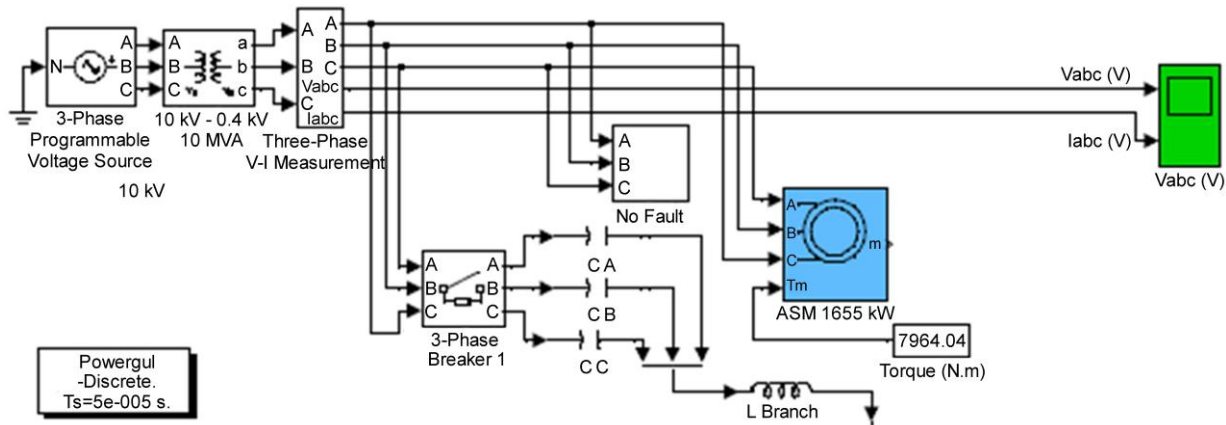 N
A
B
C
3-Phase
Programmable
Voltage Source
10 kV
A
B
C
a
b
c
10 kV - 0.4 kV
10 MVA
A
B
C
A
B
C
Vabc
Iabc
Three-Phase
V-I Measurement
Vabc (V)
Iabc (V)
Vabc (V)
A
B
C
No Fault
A
B
C
Tm
m
ASM 1655 kW
7964.04
Torque (N.m)
A
B
C
A
B
C
3-Phase
Breaker 1
C A
C B
C C
L Branch
Powergul
-Discrete.
Ts=5e-005 s.